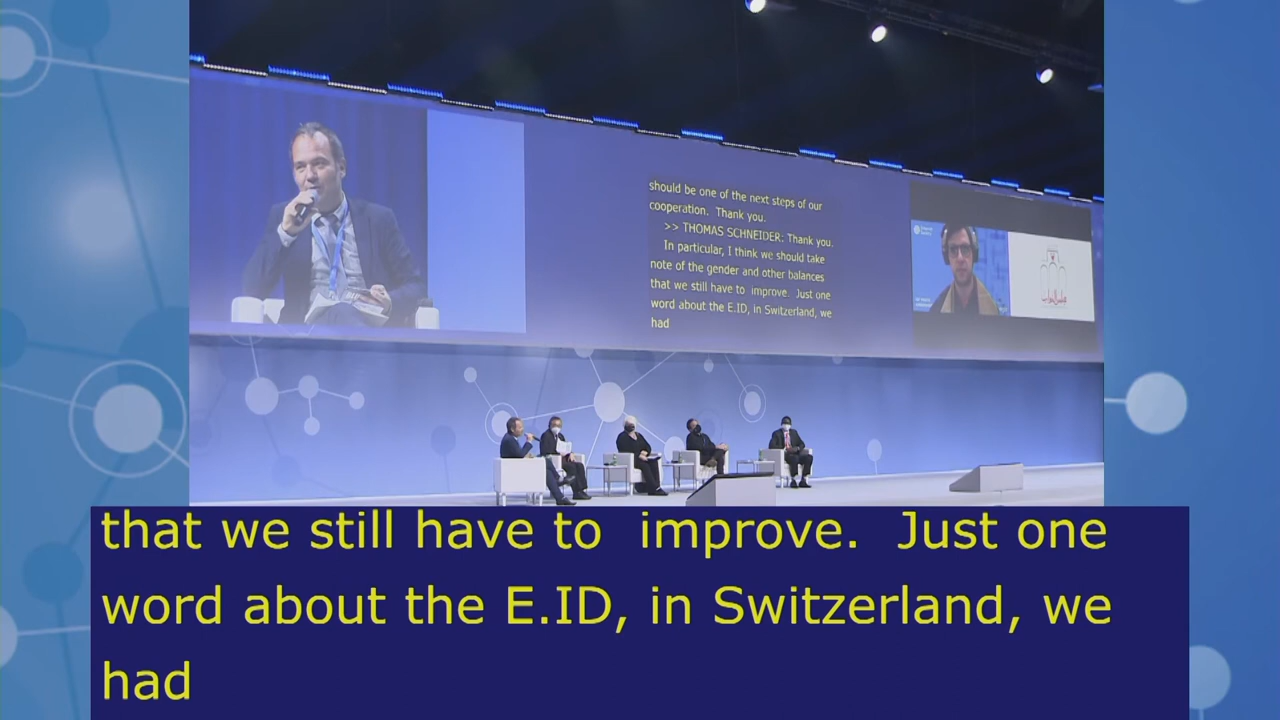 should be one of the next steps of our
cooperation.  Thank you.
>> THOMAS SCHNEIDER: Thank you.
In particular, I think we should take
note of the gender and other balances
that we still have to  improve.  Just one
word about the E.ID, in Switzerland, we
had
that we still have to  improve.  Just one
word about the E.ID, in Switzerland, we
had